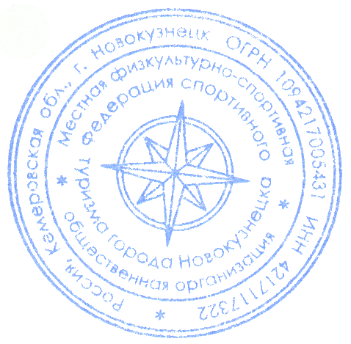 Россия, Кемеровская обл., г. Новокузнецк ОГРН 1094217005431 ИНН 4217117322 *
Местная физкультурно-спортивная * общественная организация *
Федерация спортивного туризма города Новокузнецка